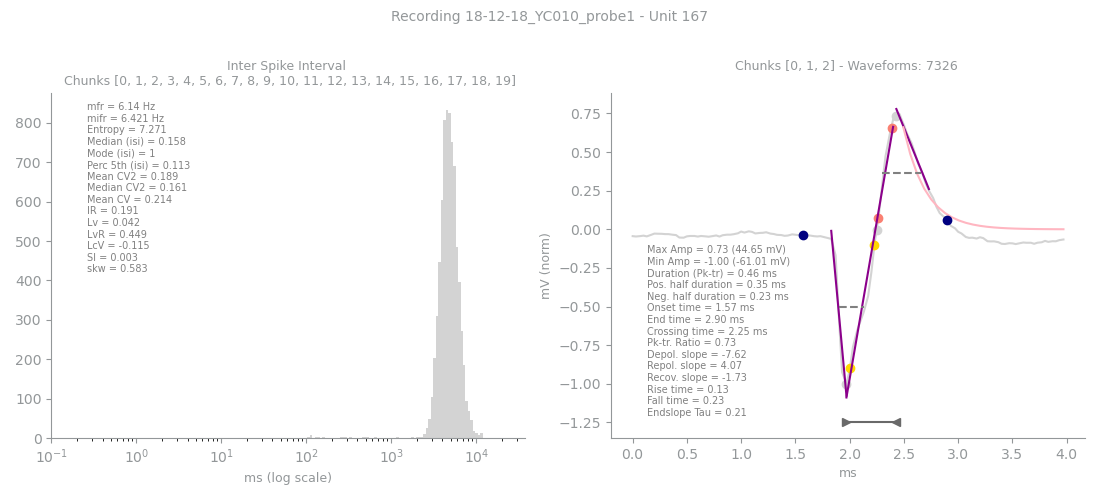 Recording 18-12-18_YC010_probe1 - Unit 167
Inter Spike Interval
Chunks [0, 1, 2, 3, 4, 5, 6, 7, 8, 9, 10, 11, 12, 13, 14, 15, 16, 17, 18, 19]
mfr = 6.14 Hz
mifr = 6.421 Hz
Entropy = 7.271
Median (isi) = 0.158
Mode (isi) = 1
Perc 5th (isi) = 0.113
Mean CV2 = 0.189
Median CV2 = 0.161
Mean CV = 0.214
IR = 0.191
Lv = 0.042
LvR = 0.449
LcV = -0.115
SI = 0.003
skw = 0.583
800
700
600
500
400
300
200
100
0
10⁻¹ 10⁰ 10¹ 10² 10³ 10⁴
ms (log scale)
Chunks [0, 1, 2] - Waveforms: 7326
mV (norm)
0.75
0.50
0.25
0.00
−0.25
−0.50
−0.75
−1.00
−1.25
Max Amp = 0.73 (44.65 mV)
Min Amp = -1.00 (-61.01 mV)
Duration (Pk-tr) = 0.46 ms
Pos. half duration = 0.35 ms
Neg. half duration = 0.23 ms
Onset time = 1.57 ms
End time = 2.90 ms
Crossing time = 2.25 ms
Pk-tr. Ratio = 0.73
Depol. slope = -7.62
Repol. slope = 4.07
Recov. slope = -1.73
Rise time = 0.13
Fall time = 0.23
Endslope Tau = 0.21
0.0 0.5 1.0 1.5 2.0 2.5 3.0 3.5 4.0
ms